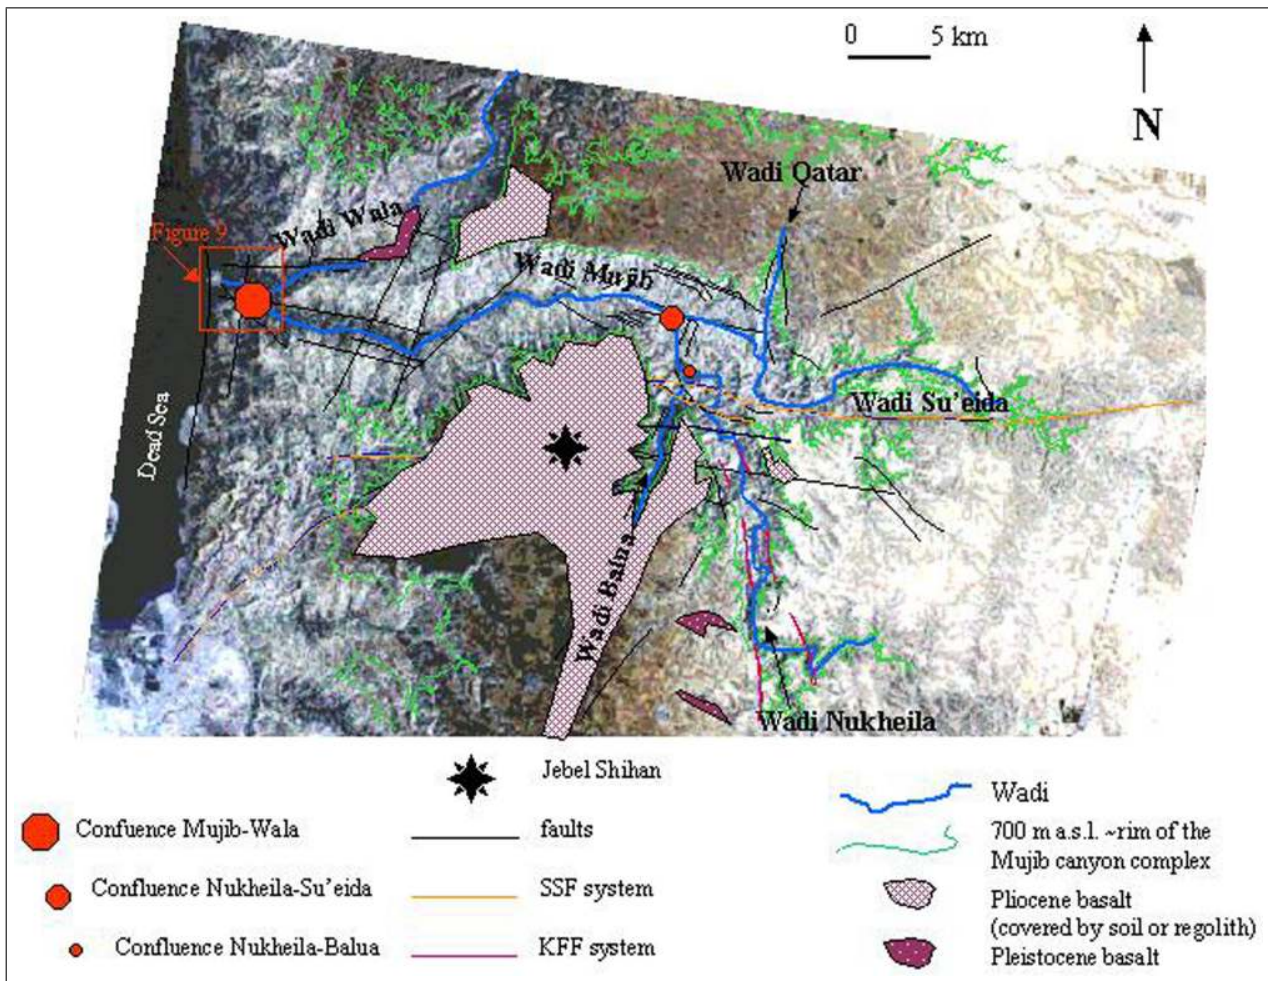 0 5 km
N
Wadi Qatar
Wadi Wala
Figure 9
Wadi Mujib
Wadi Su'eida
Dead Sea
Wadi Balua
Wadi Nukheila
Jebel Shihan
Confuence Mujib-Wala
Confluence Nukheila-Su'eida
Confluence Nukheila-Balua
faults
SSF system
KFF system
Wadi
700 m a.s.l. ~rim of the
Mujib canyon complex
Pliocene basalt
(covered by soil or regolith)
Pleistocene basalt